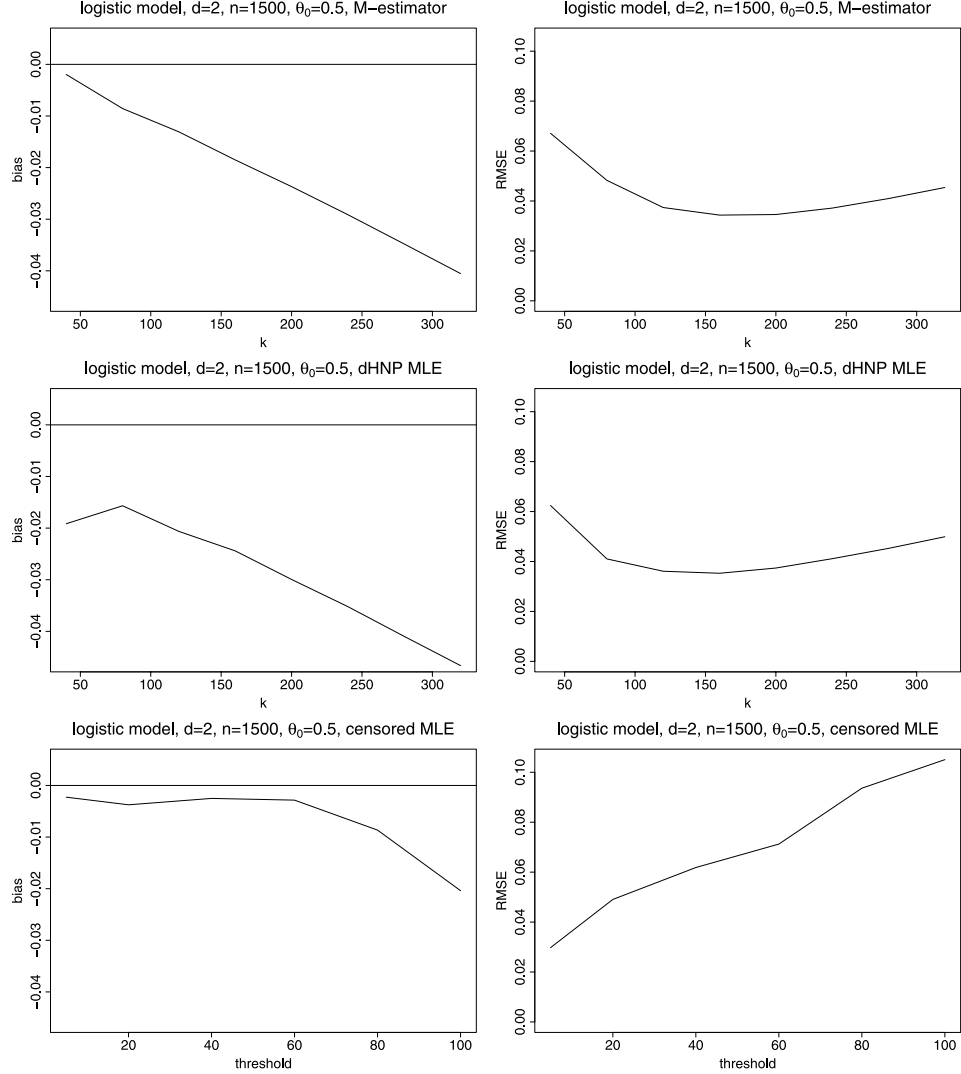 logistic model, d=2, n=1500, θ₀=0.5, M−estimator
bias
0.00
−0.01
−0.02
−0.03
−0.04
50 100 150 200 250 300
k
logistic model, d=2, n=1500, θ₀=0.5, M−estimator
RMSE
0.10
0.08
0.06
0.04
0.02
0.00
50 100 150 200 250 300
k
logistic model, d=2, n=1500, θ₀=0.5, dHNP MLE
bias
0.00
−0.01
−0.02
−0.03
−0.04
50 100 150 200 250 300
k
logistic model, d=2, n=1500, θ₀=0.5, dHNP MLE
RMSE
0.10
0.08
0.06
0.04
0.02
0.00
50 100 150 200 250 300
k
logistic model, d=2, n=1500, θ₀=0.5, censored MLE
bias
0.00
−0.01
−0.02
−0.03
−0.04
20 40 60 80 100
threshold
logistic model, d=2, n=1500, θ₀=0.5, censored MLE
RMSE
0.10
0.08
0.06
0.04
0.02
0.00
20 40 60 80 100
threshold